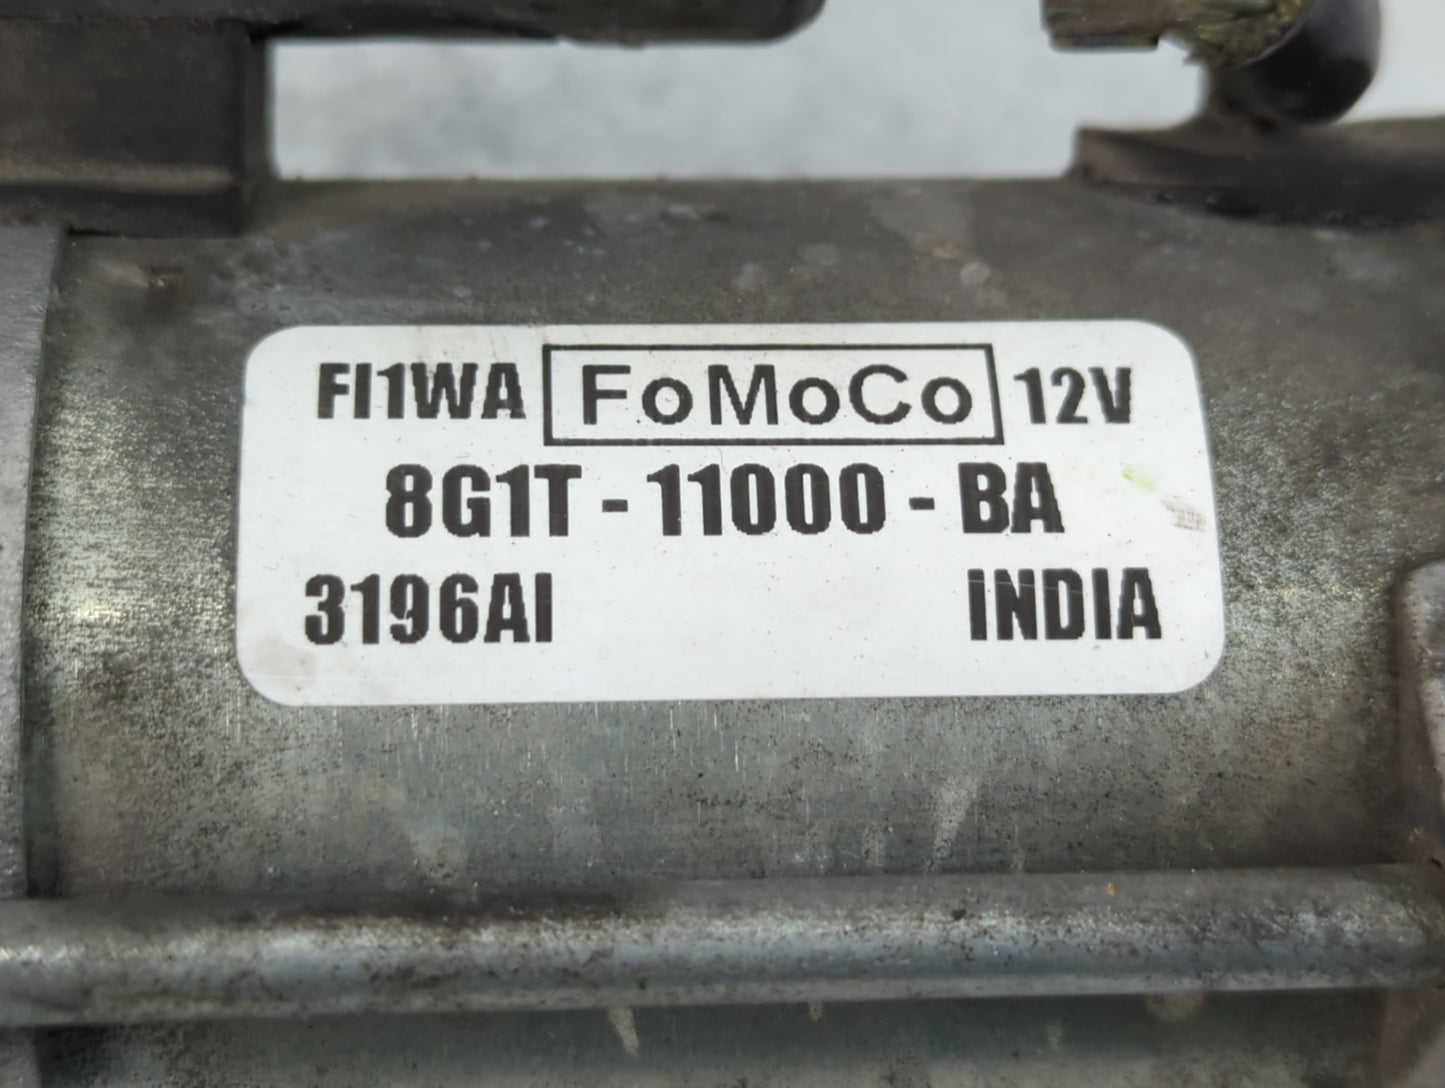 FI1WA FoMoCo 12V
8G1T - 11000 - BA
3196AI INDIA